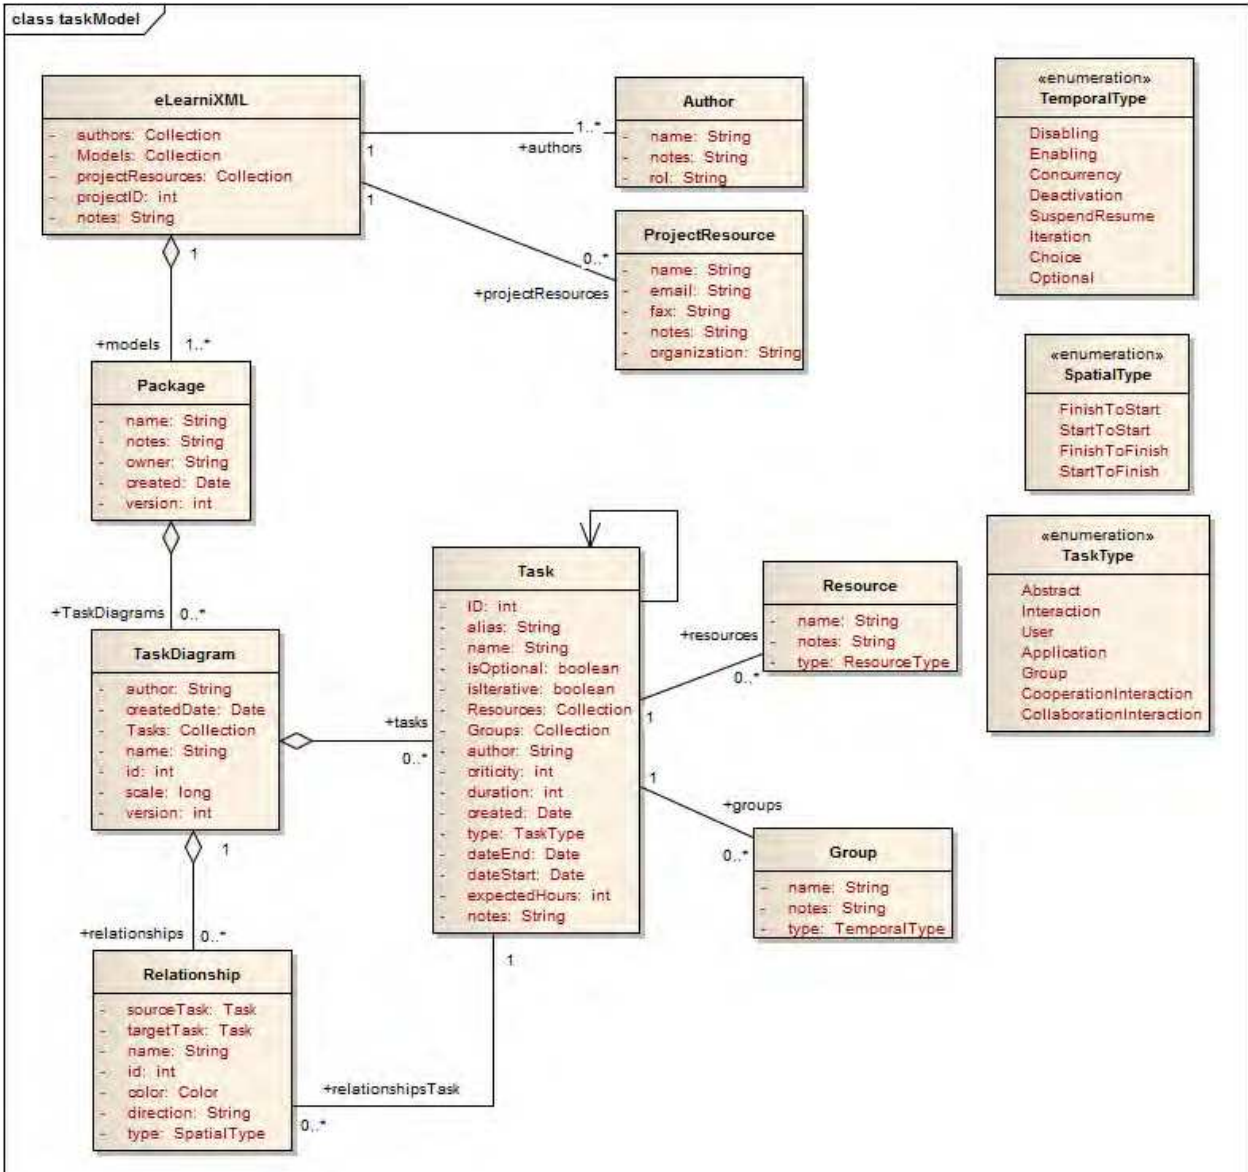 class taskModel
eLearniXML
- authors: Collection
- Models: Collection
- projectResources: Collection
- projectID: int
- notes: String
1
1..*
+authors
Author
- name: String
- notes: String
- rol: String
1
0..*
+projectResources
ProjectResource
- name: String
- email: String
- fax: String
- notes: String
- organization: String
«enumeration»
TemporalType
Disabling
Enabling
Concurrency
Deactivation
SuspendResume
Iteration
Choice
Optional
«enumeration»
SpatialType
FinishToStart
StartToStart
FinishToFinish
StartToFinish
«enumeration»
TaskType
Abstract
Interaction
User
Application
Group
CooperationInteraction
CollaborationInteraction
1
+models 1..*
Package
- name: String
- notes: String
- owner: String
- created: Date
- version: int
+TaskDiagrams 0..*
TaskDiagram
- author: String
- createdDate: Date
- Tasks: Collection
- name: String
- id: int
- scale: long
- version: int
+tasks
0..*
Task
- ID: int
- alias: String
- name: String
- isOptional: boolean
- isIterative: boolean
- Resources: Collection
- Groups: Collection
- author: String
- criticity: int
- duration: int
- created: Date
- type: TaskType
- dateEnd: Date
- dateStart: Date
- expectedHours: int
- notes: String
+resources
0..*
1
Resource
- name: String
- notes: String
- type: ResourceType
1
+groups
0..*
Group
- name: String
- notes: String
- type: TemporalType
1
+relationships 0..*
Relationship
- sourceTask: Task
- targetTask: Task
- name: String
- id: int
- color: Color
- direction: String
- type: SpatialType
1
+relationshipsTask
0..*